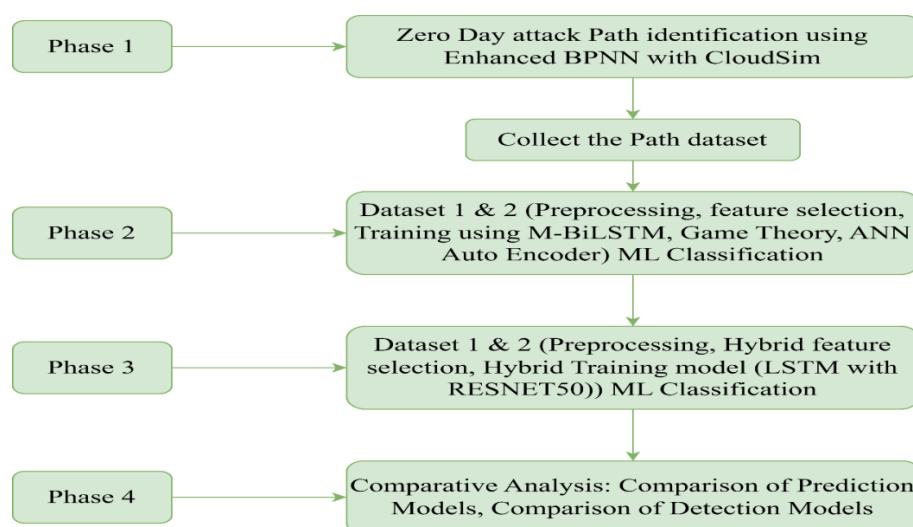 Phase 1
Zero Day attack Path identification using
Enhanced BPNN with CloudSim
Collect the Path dataset
Phase 2
Dataset 1 & 2 (Preprocessing, feature selection,
Training using M-BiLSTM, Game Theory, ANN
Auto Encoder) ML Classification
Phase 3
Dataset 1 & 2 (Preprocessing, Hybrid feature
selection, Hybrid Training model (LSTM with
RESNET50)) ML Classification
Phase 4
Comparative Analysis: Comparison of Prediction
Models, Comparison of Detection Models